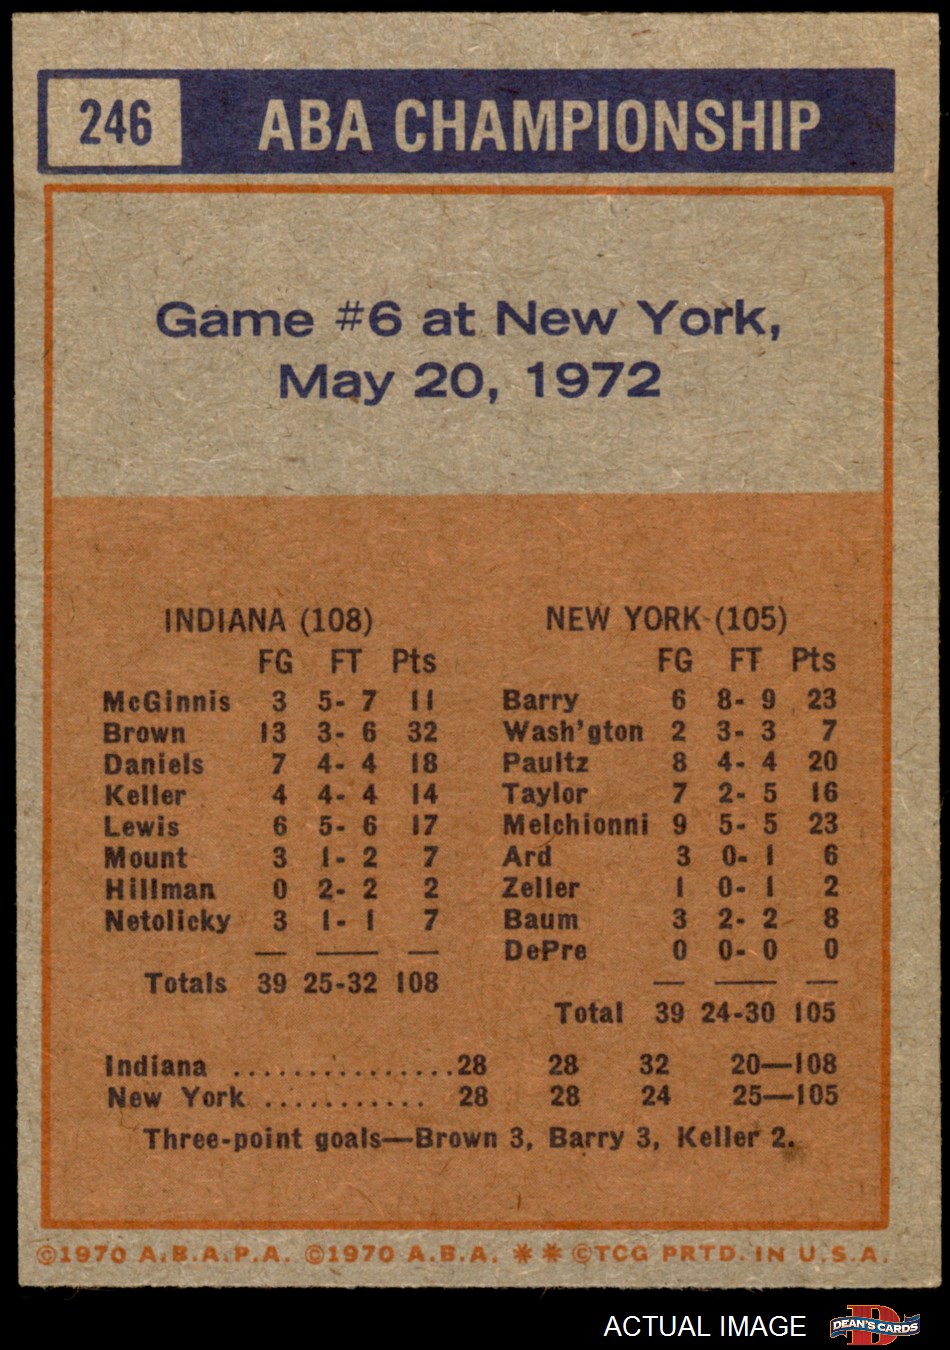 246 ABA CHAMPIONSHIP
Game #6 at New York,
May 20, 1972
INDIANA (108)
FG FT Pts
McGinnis 3 5- 7 11
Brown 13 3- 6 32
Daniels 7 4- 4 18
Keller 4 4- 4 14
Lewis 6 5- 6 17
Mount 3 1- 2 7
Hillman 0 2- 2 2
Netolicky 3 1- 1 7
Totals 39 25-32 108
NEW YORK (105)
FG FT Pts
Barry 6 8- 9 23
Wash'gton 2 3- 3 7
Paultz 8 4- 4 20
Taylor 7 2- 5 16
Melchionni 9 5- 5 23
Ard 3 0- 1 6
Zeller 1 0- 1 2
Baum 3 2- 2 8
DePre 0 0- 0 0
Total 39 24-30 105
Indiana ...............28 28 32 20—108
New York ........... 28 28 24 25—105
Three-point goals—Brown 3, Barry 3, Keller 2.
©1970 A.B.A.P.A. ©1970 A.B.A. ✱ ✱ ©TCG PRTD. IN U.S.A.
ACTUAL IMAGE
D
DEAN'S CARDS